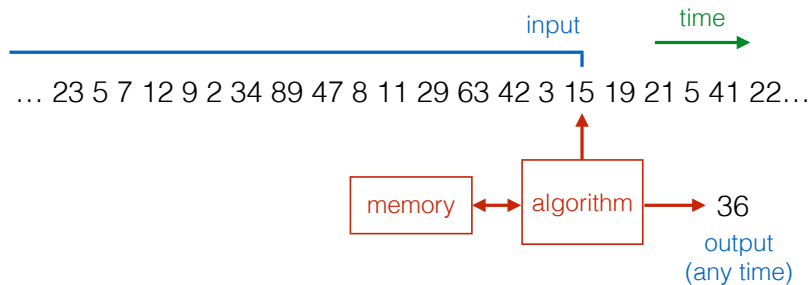 input
time
... 23 5 7 12 9 2 34 89 47 8 11 29 63 42 3 15 19 21 5 41 22...
memory
algorithm
36
output
(any time)